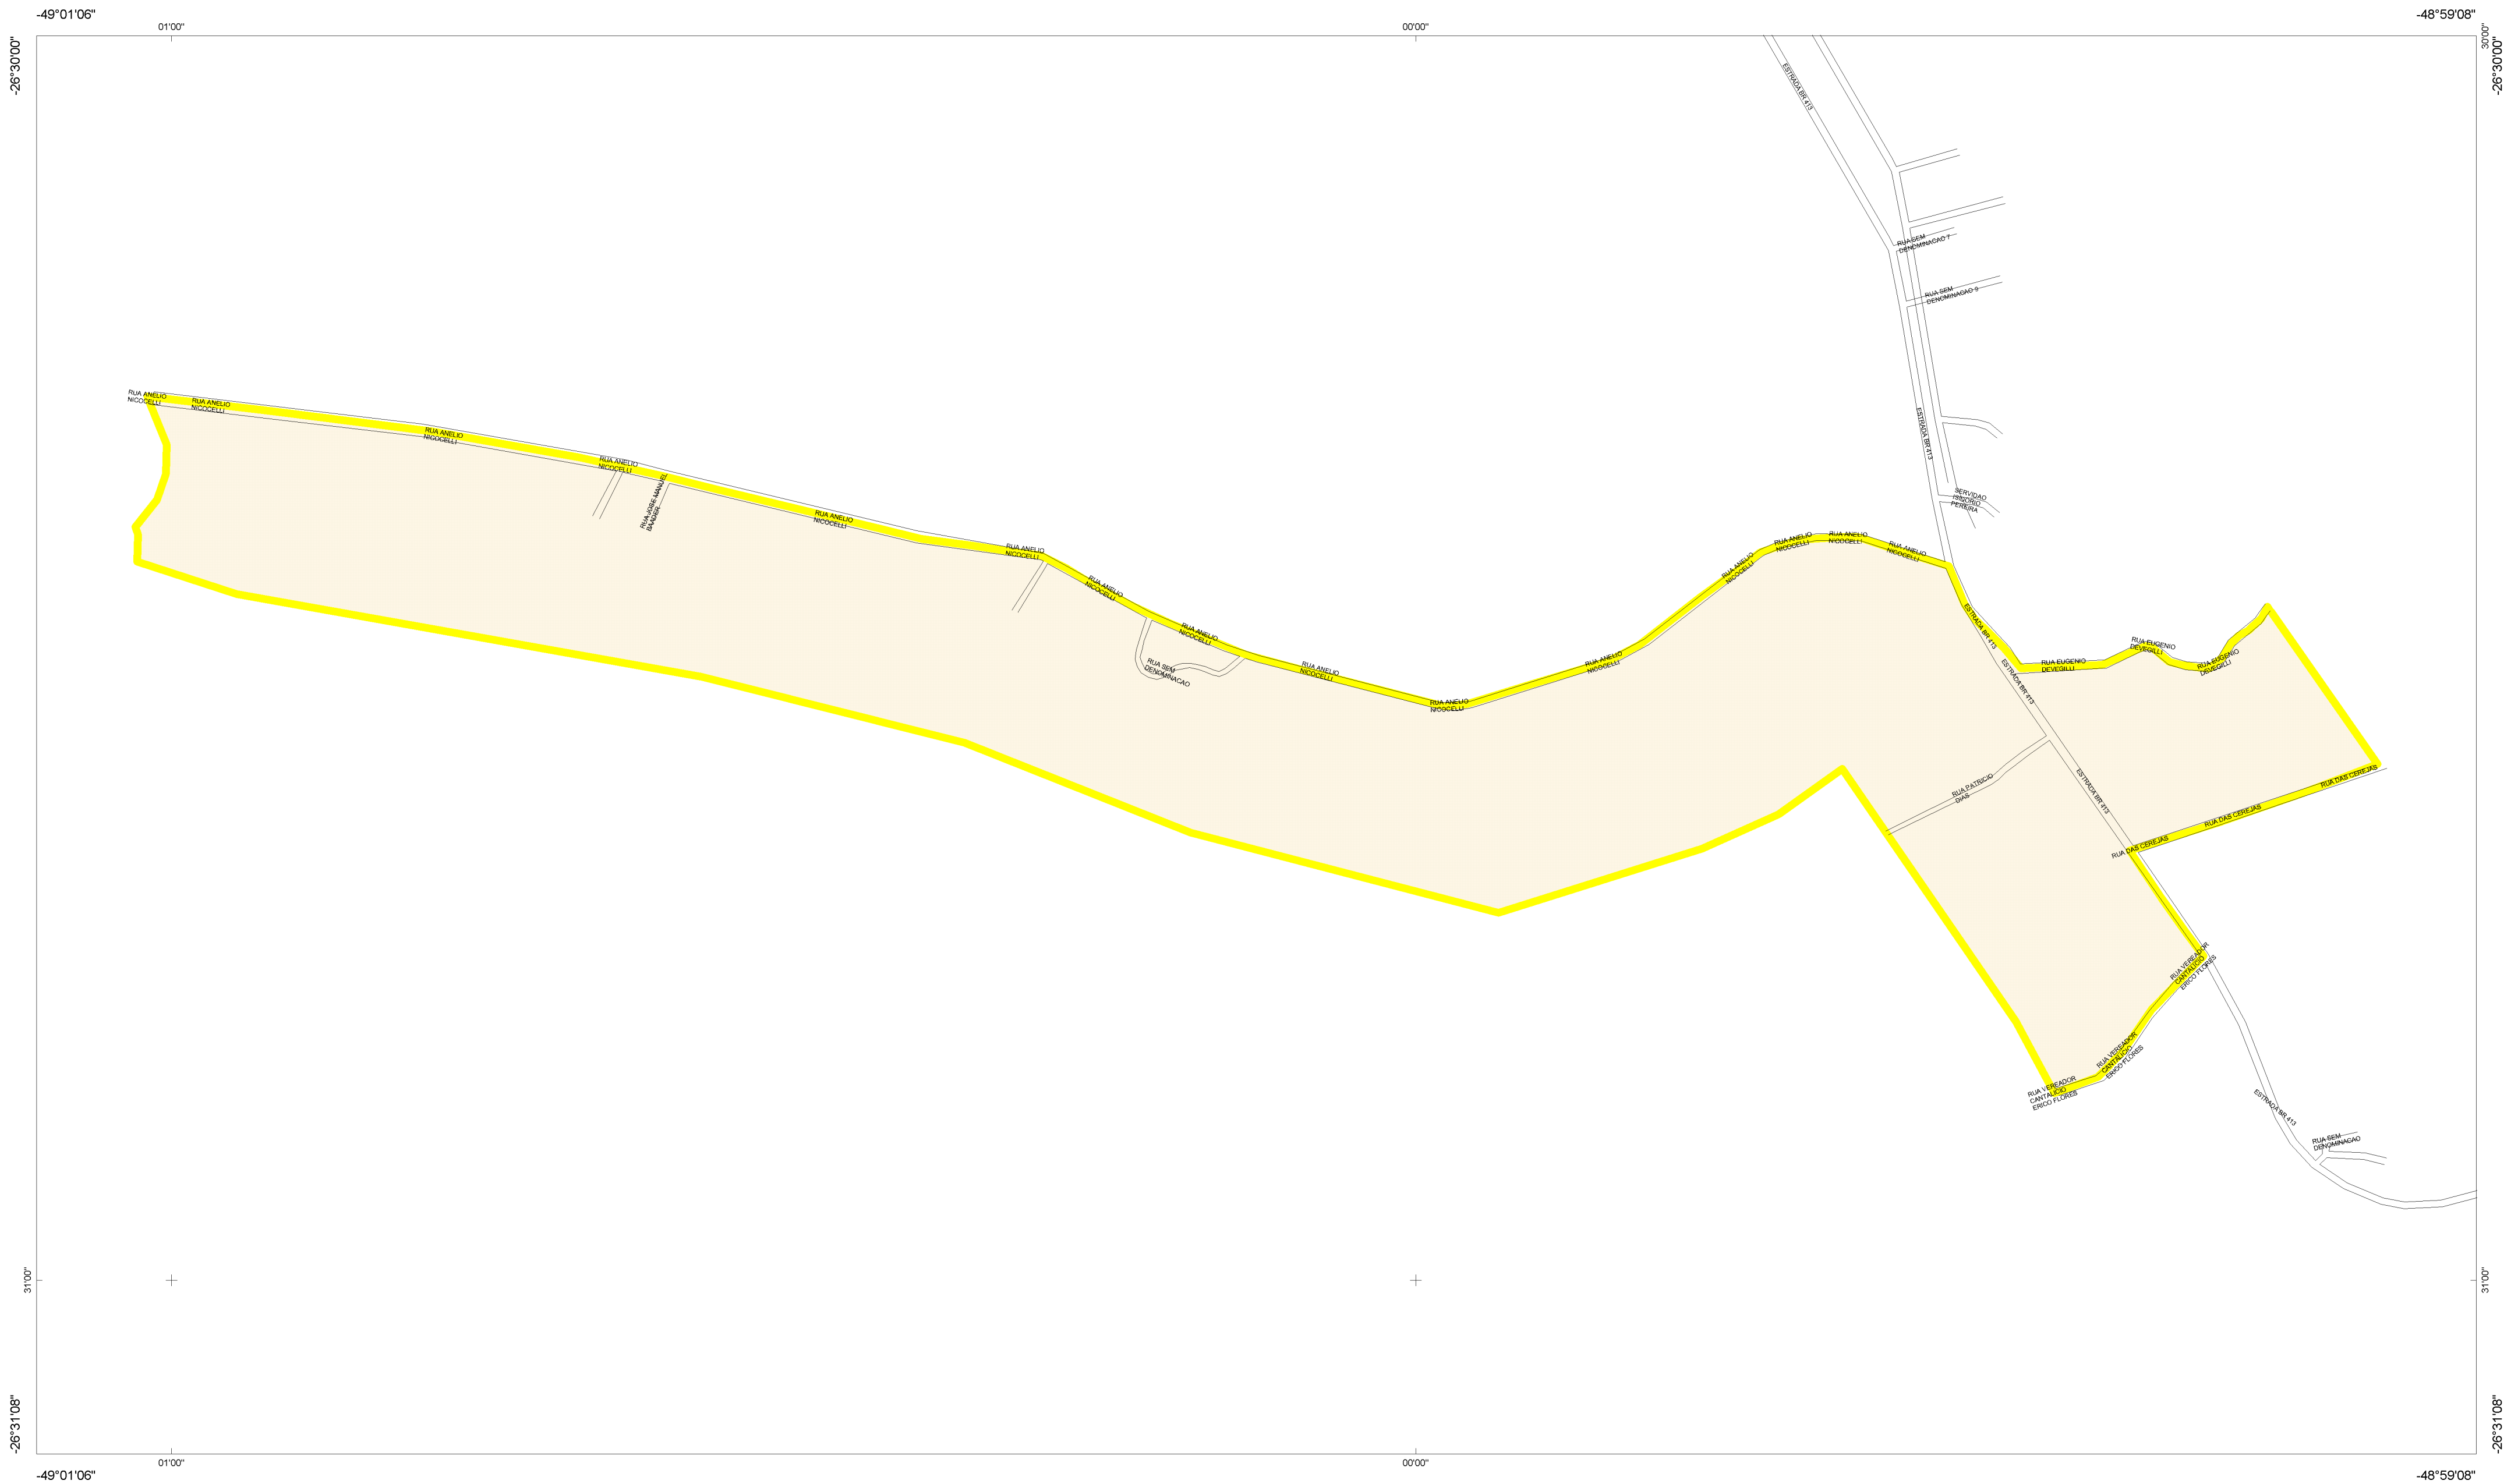 -49°01'06"
-48°59'08"
01'00"
00'00"
-26°30'00"
30'00"
-26°30'00"
ESTRADA BR 413
RUA SEM
DENOMINACAO 7
RUA SEM
DENOMINACAO 9
RUA ANELIO
NICOCELLI
RUA ANELIO
NICOCELLI
RUA ANELIO
NICOCELLI
RUA ANELIO
NICOCELLI
RUA JOSE MANUEL
BAADER
RUA ANELIO
NICOCELLI
RUA ANELIO
NICOCELLI
RUA ANELIO
NICOCELLI
RUA ANELIO
NICOCELLI
RUA SEM
DENOMINACAO
RUA ANELIO
NICOCELLI
RUA ANELIO
NICOCELLI
RUA ANELIO
NICOCELLI
RUA ANELIO
NICOCELLI
RUA ANELIO
NICOCELLI
RUA ANELIO
NICOCELLI
RUA ANELIO
NICOCELLI
ESTRADA BR 413
SERVIDAO
ISIDORIO
PEREIRA
ESTRADA BR 413
ESTRADA BR 413
RUA EUGENIO
DEVEGILLI
RUA EUGENIO
DEVEGILLI
RUA EUGENIO
DEVEGILLI
RUA PATRICIO
DIAS
ESTRADA BR 413
RUA DAS CEREJAS
RUA DAS CEREJAS
RUA DAS CEREJAS
RUA VEREADOR
CANTALICIO
ERICO FLORES
RUA VEREADOR
CANTALICIO
ERICO FLORES
RUA VEREADOR
CANTALICIO
ERICO FLORES
ESTRADA BR 413
RUA SEM
DENOMINACAO
31'00"
31'00"
-26°31'08"
-26°31'08"
01'00"
00'00"
-49°01'06"
-48°59'08"